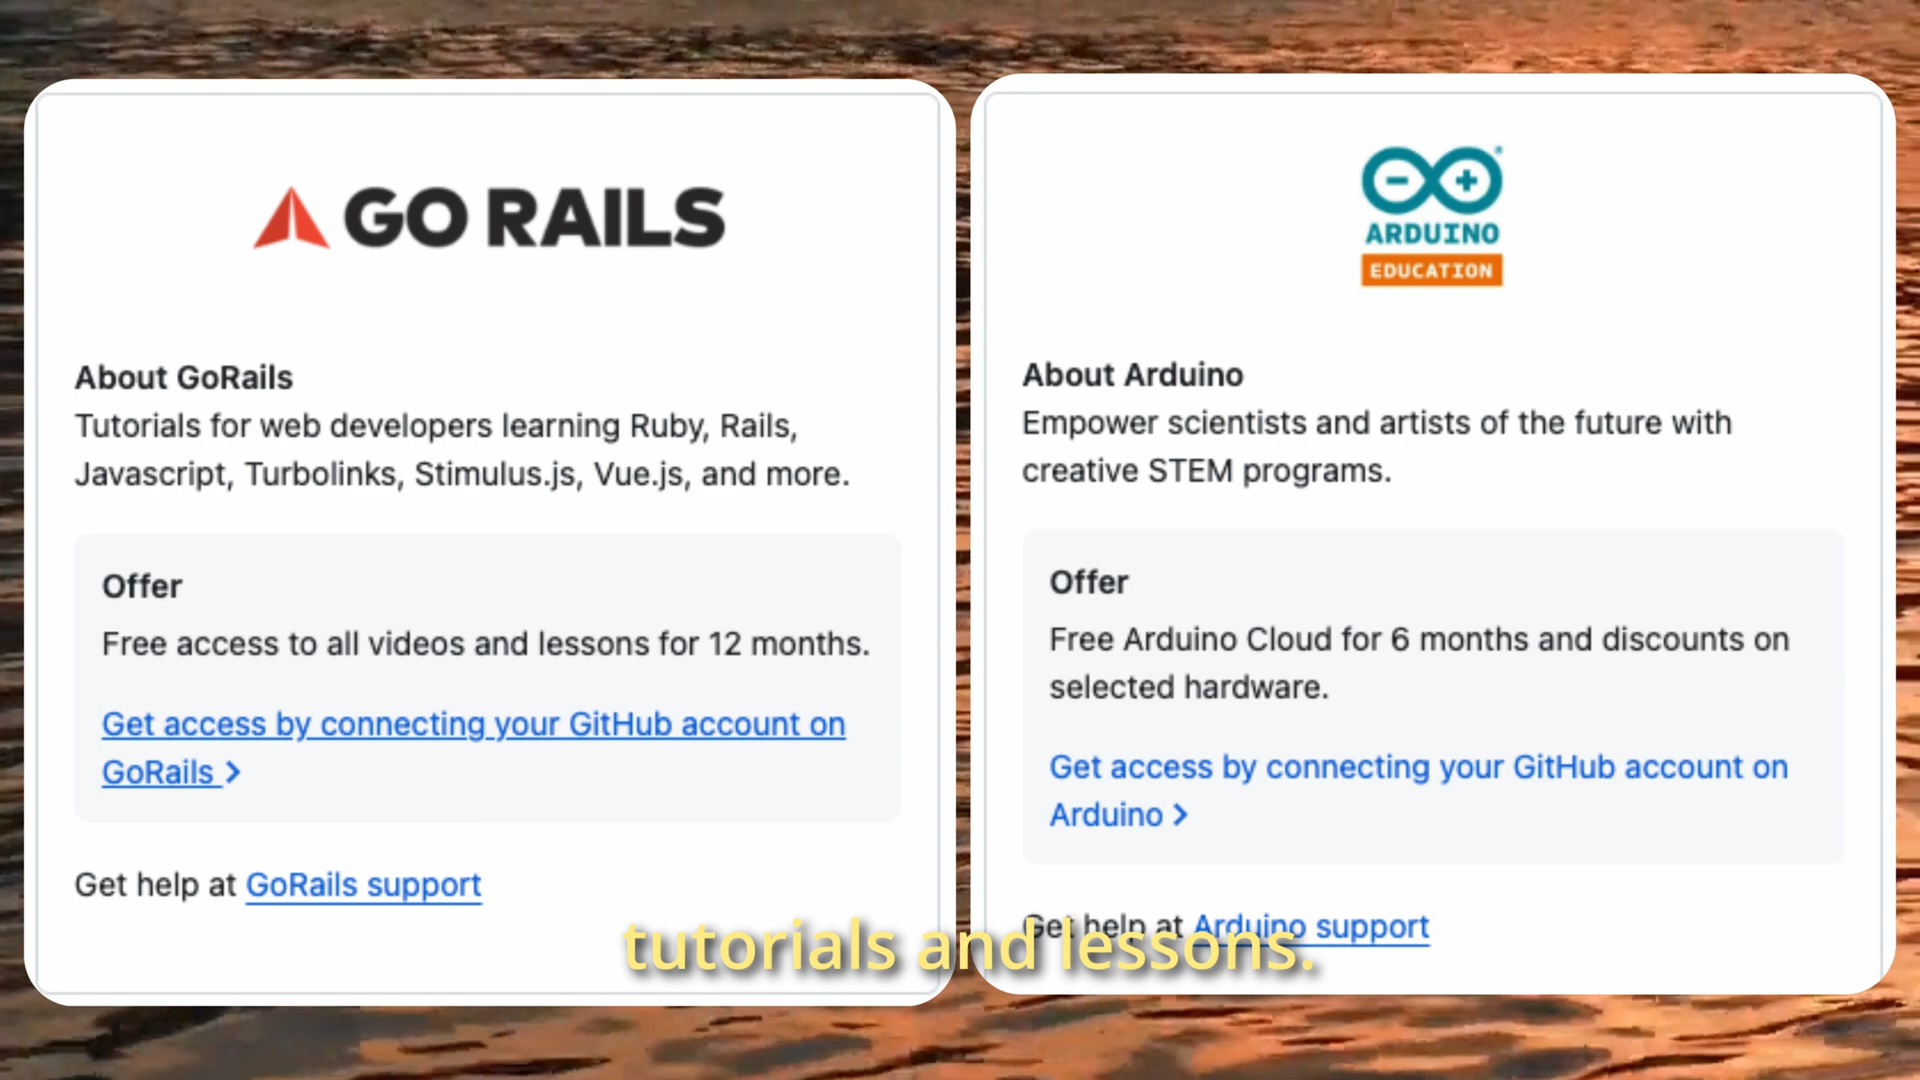 GO RAILS
About GoRails
Tutorials for web developers learning Ruby, Rails,
Javascript, Turbolinks, Stimulus.js, Vue.js, and more.
Offer
Free access to all videos and lessons for 12 months.
Get access by connecting your GitHub account on
GoRails >
Get help at GoRails support
ARDUINO
EDUCATION
About Arduino
Empower scientists and artists of the future with
creative STEM programs.
Offer
Free Arduino Cloud for 6 months and discounts on
selected hardware.
Get access by connecting your GitHub account on
Arduino >
Get help at Arduino support
tutorials and lessons.